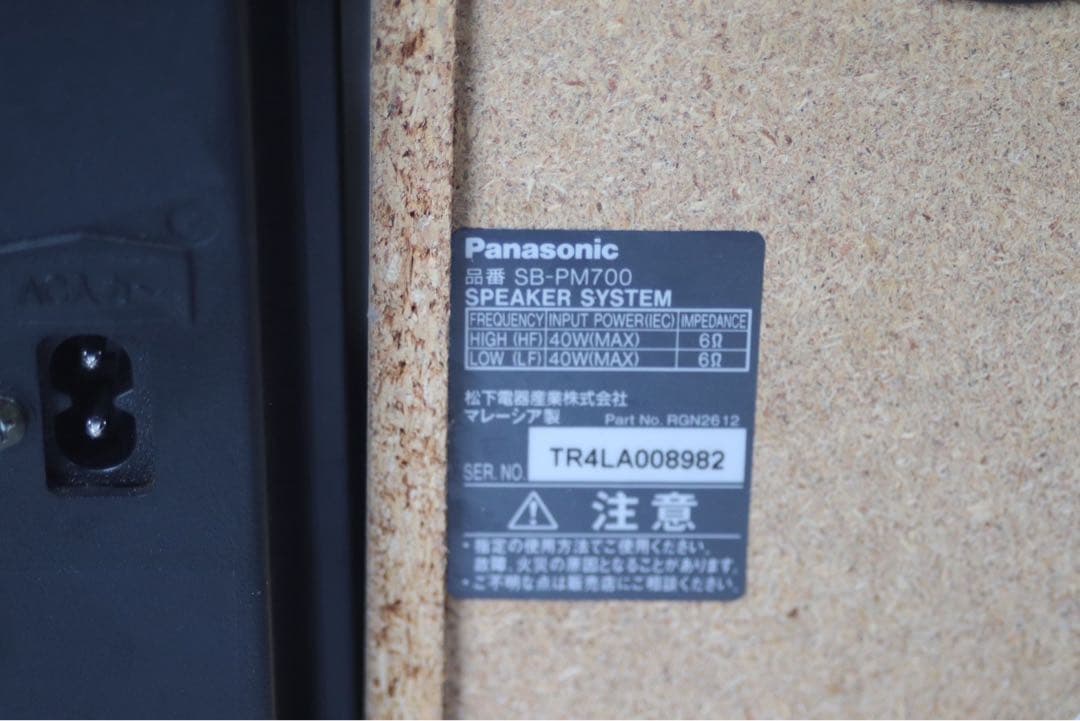 AC入力~
Panasonic
品番 SB-PM700
SPEAKER SYSTEM
FREQUENCY INPUT POWER(IEC) IMPEDANCE
HIGH (HF) 40W(MAX) 6Ω
LOW (LF) 40W(MAX) 6Ω
松下電器産業株式会社
マレーシア製 Part No. RGN2612
SER. NO. TR4LA008982
注意
・指定の使用方法でご使用ください。
故障、火災の原因となることがあります。
・ご不明な点は販売店にご相談ください。